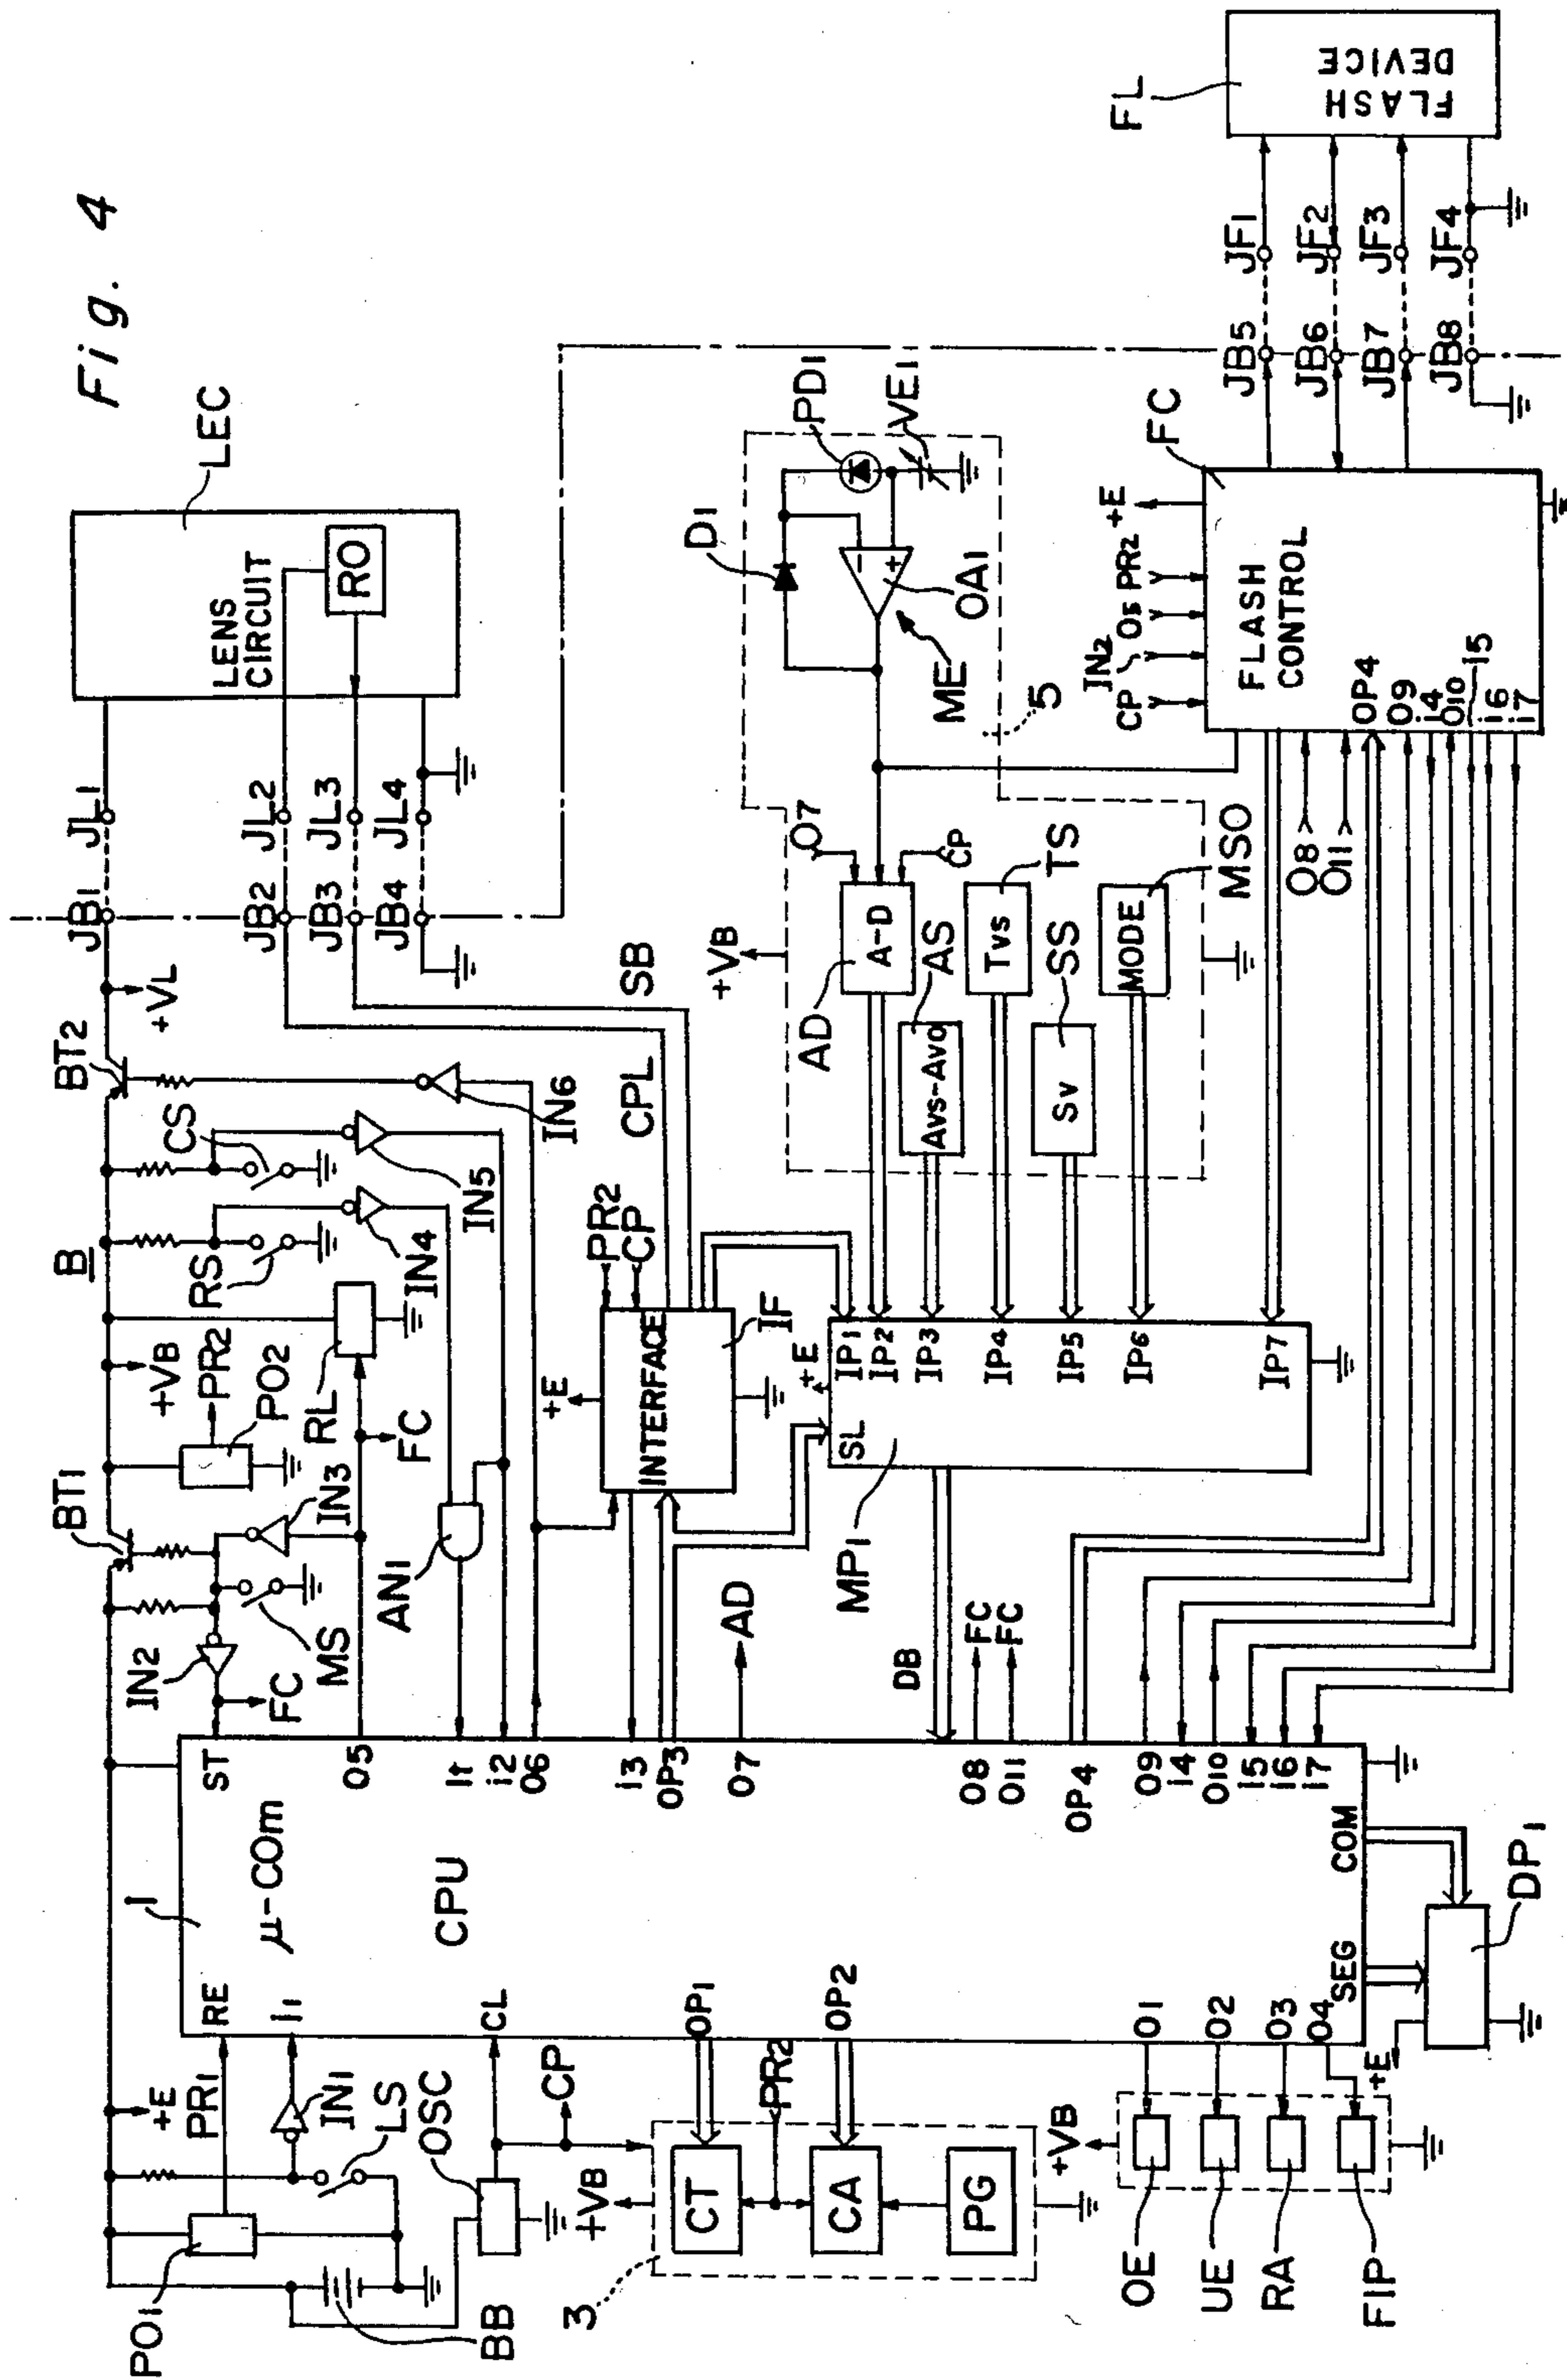 Fig. 4
B
BT1
BT2
+VL
JB1
JL1
LEC
LENS
CIRCUIT
RO
JB2
JL2
JB3
JL3
JB4
JL4
PO1
+E
PR1
IN1
LS
OSC
BB
CP
IN2
FC
MS
IN3
PO2
PR2
+VB
RL
FC
RS
CS
IN4
IN5
IN6
AN1
1
μ-COm
CPU
RE
I1
CL
OP1
OP2
O1
O2
O3
O4
SEG
COM
ST
O5
It
i2
O6
i3
OP3
O7
O8
O11
OP4
O9
i4
O10
i5
i6
i7
AD
DB
FC
FC
+E
INTERFACE
IF
PR2
CP
CPL
SB
+E
SL
MP1
IP1
IP2
IP3
IP4
IP5
IP6
IP7
+VB
AD
A-D
O7
CP
AS
Avs-Avo
TS
Tvs
SS
Sv
MODE
MSO
5
D1
PD1
VE1
OA1
ME
-
+
+VB
3
CT
PR2
CA
PG
+VB
OE
UE
RA
FIP
+E
DP1
CP
IN2
O5
PR2
+E
FC
FLASH
CONTROL
O8
O11
OP4
O9
i4
O10
i5
i6
i7
JB5
JF1
JB6
JF2
JB7
JF3
JB8
JF4
FL
FLASH
DEVICE